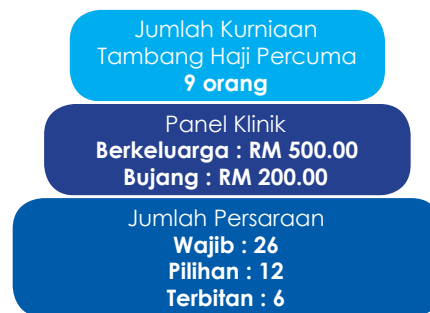 Jumlah Kurniaan
Tambang Haji Percuma
9 orang
Panel Klinik
Berkeluarga : RM 500.00
Bujang : RM 200.00
Jumlah Persaraan
Wajib : 26
Pilihan : 12
Terbitan : 6